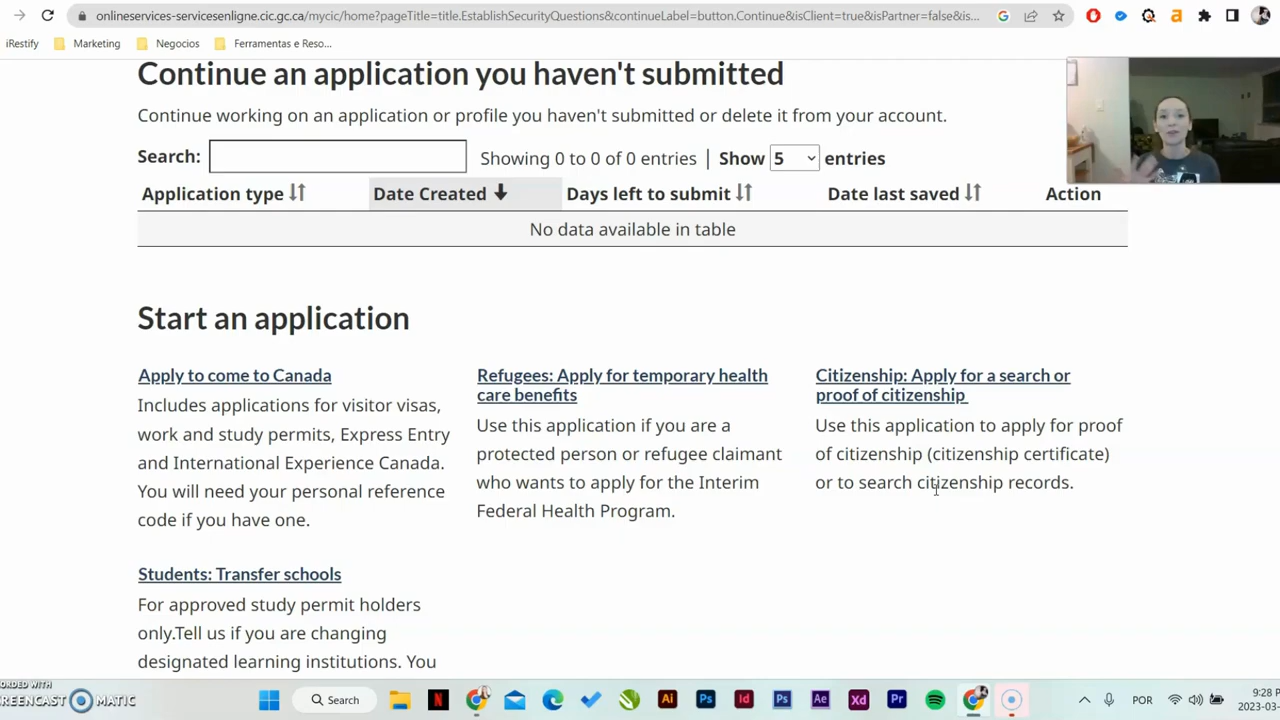 onlineservices-servicesenligne.cic.gc.ca/mycic/home?pageTitle=title.EstablishSecurityQuestions&continueLabel=button.Continue&isClient=true&isPartner=false&is...
iRestify Marketing Negocios Ferramentas e Reso...
Continue an application you haven't submitted
Continue working on an application or profile you haven't submitted or delete it from your account.
Search: Showing 0 to 0 of 0 entries | Show 5 entries
Application type Date Created Days left to submit Date last saved Action
No data available in table
Start an application
Apply to come to Canada
Includes applications for visitor visas,
work and study permits, Express Entry
and International Experience Canada.
You will need your personal reference
code if you have one.
Refugees: Apply for temporary health
care benefits
Use this application if you are a
protected person or refugee claimant
who wants to apply for the Interim
Federal Health Program.
Citizenship: Apply for a search or
proof of citizenship
Use this application to apply for proof
of citizenship (citizenship certificate)
or to search citizenship records.
Students: Transfer schools
For approved study permit holders
only.Tell us if you are changing
designated learning institutions. You
ORDED WITH
CREENCAST MATIC
Search
N
Ai
Ps
Id
Ps
Ae
Xd
Pr
POR
9:28 P
2023-03-